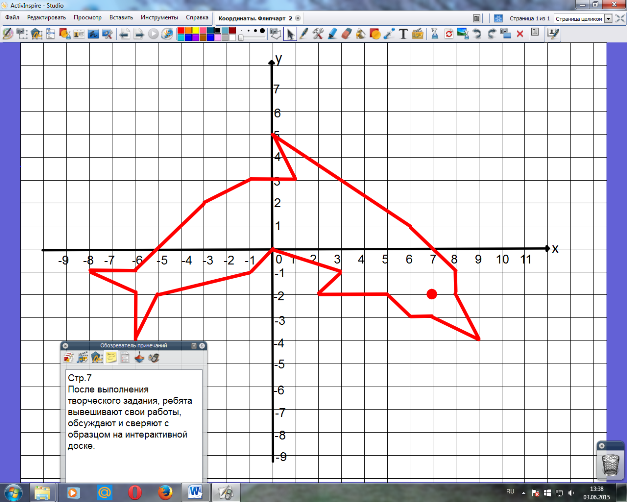 ActivInspire - Studio
Файл Редактировать Просмотр Вставить Инструменты Справка Координаты. Флипчарт 2 Страница 1 из 1 Страница целиком
y
7
6
5
4
3
2
1
-9 -8 -7 -6 -5 -4 -3 -2 -1 0 1 2 3 4 5 6 7 8 9 10 11 x
-1
-2
-3
-4
-5
-6
-7
-8
-9
Обозреватель примечаний
Стр.7
После выполнения
творческого задания, ребята
вывешивают свои работы,
обсуждают и сверяют с
образцом на интерактивной
доске.
RU 13:38
01.06.2015